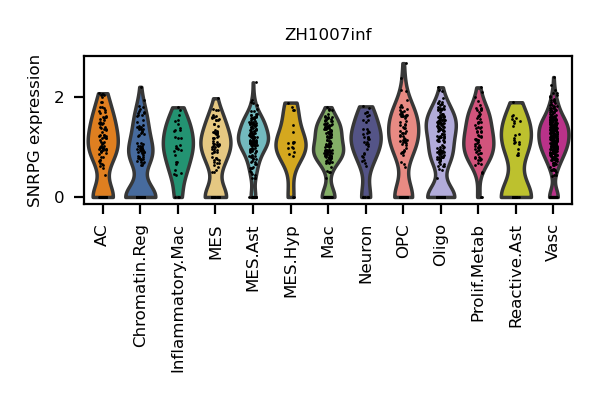 ZH1007inf
SNRPG expression
2
0
AC
Chromatin.Reg
Inflammatory.Mac
MES
MES.Ast
MES.Hyp
Mac
Neuron
OPC
Oligo
Prolif.Metab
Reactive.Ast
Vasc